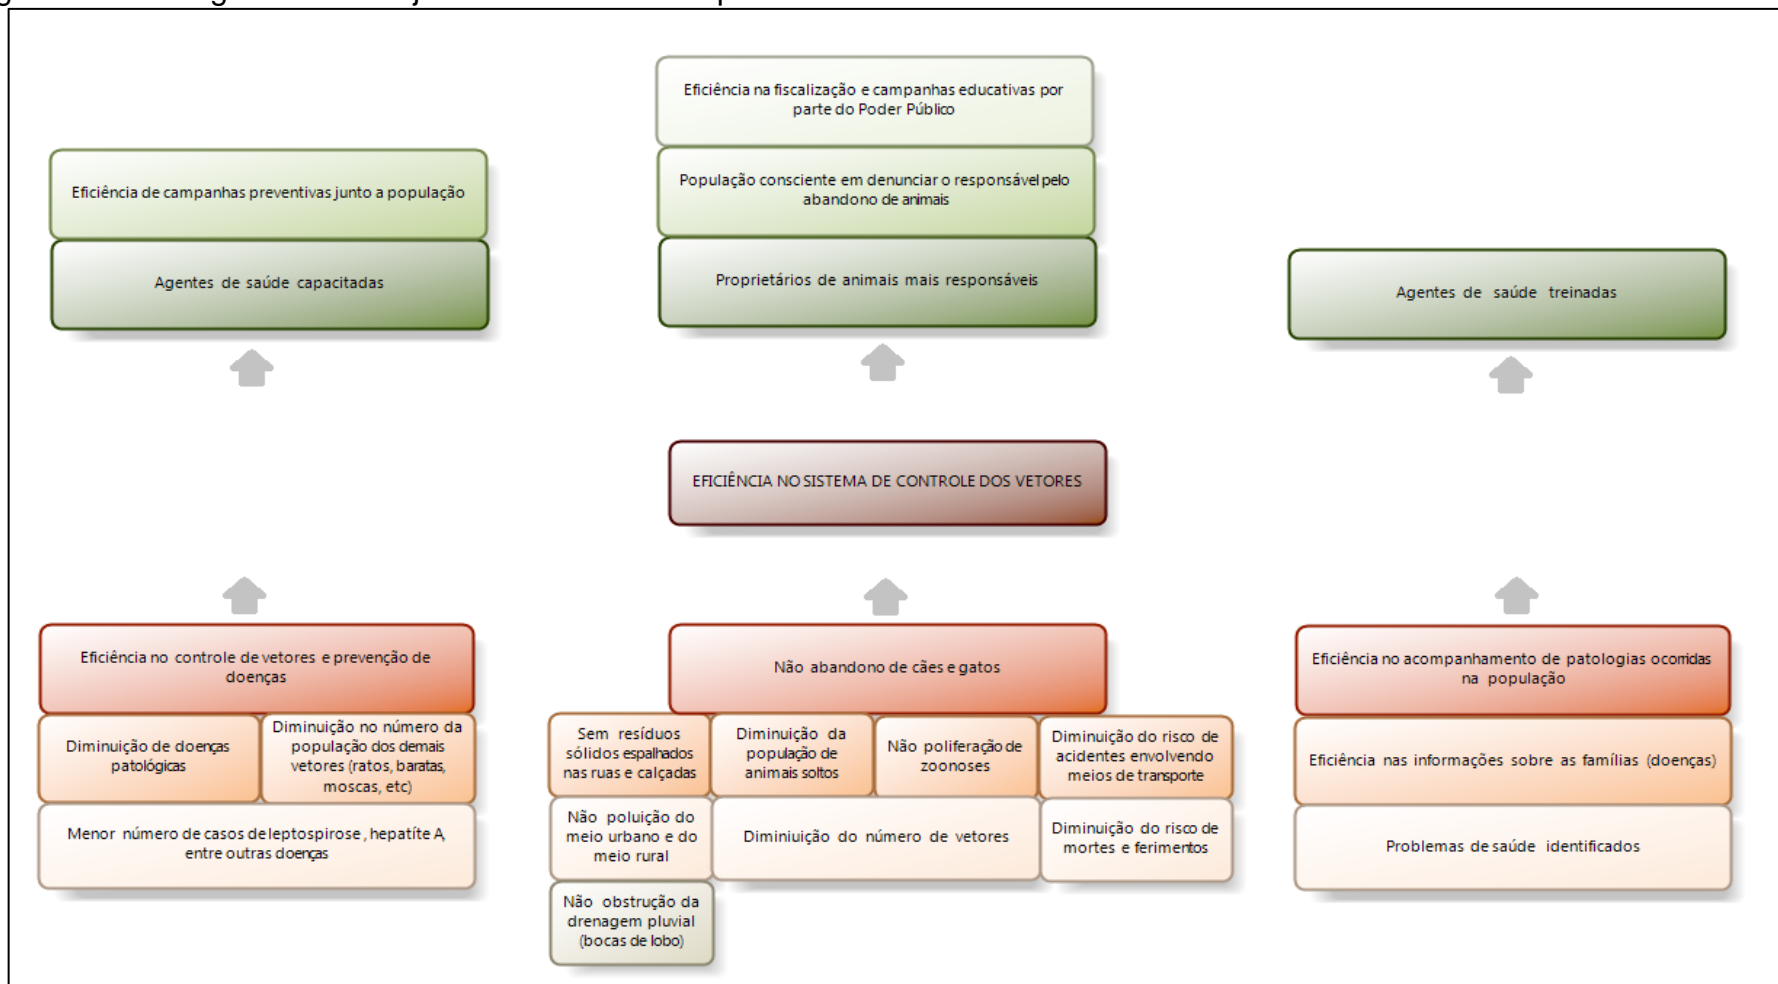 Eficiência na fiscalização e campanhas educativas por
parte do Poder Público
Eficiência de campanhas preventivas junto a população
População consciente em denunciar o responsável pelo
abandono de animais
Agentes de saúde capacitadas
Proprietários de animais mais responsáveis
Agentes de saúde treinadas
EFICIÊNCIA NO SISTEMA DE CONTROLE DOS VETORES
Eficiência no controle de vetores e prevenção de
doenças
Diminuição de doenças
patológicas
Diminuição no número da
população dos demais
vetores (ratos, baratas,
moscas, etc)
Menor número de casos de leptospirose, hepatíte A,
entre outras doenças
Não abandono de cães e gatos
Sem resíduos
sólidos espalhados
nas ruas e calçadas
Diminuição da
população de
animais soltos
Não poliferação de
zoonoses
Diminuição do risco de
acidentes envolvendo
meios de transporte
Não poluição do
meio urbano e do
meio rural
Diminiuição do número de vetores
Diminuição do risco de
mortes e ferimentos
Não obstrução da
drenagem pluvial
(bocas de lobo)
Eficiência no acompanhamento de patologias ocorridas
na população
Eficiência nas informações sobre as famílias (doenças)
Problemas de saúde identificados